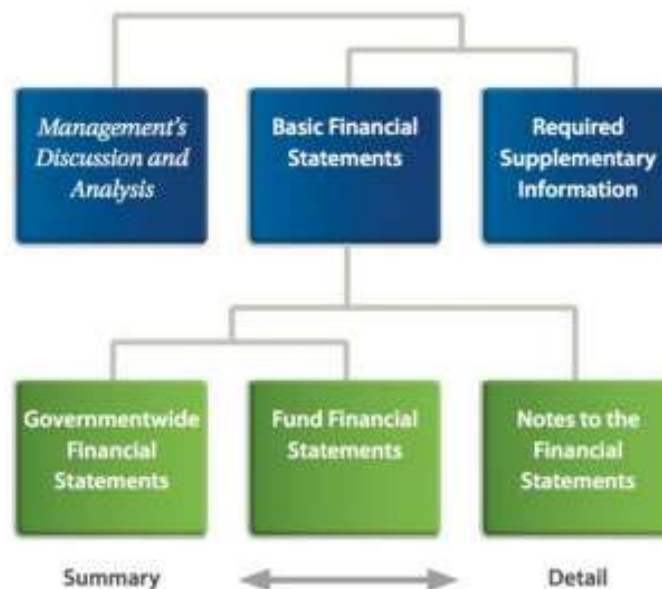 Management's
Discussion and
Analysis
Basic Financial
Statements
Required
Supplementary
Information
Governmentwide
Financial
Statements
Fund Financial
Statements
Notes to the
Financial
Statements
Summary
Detail